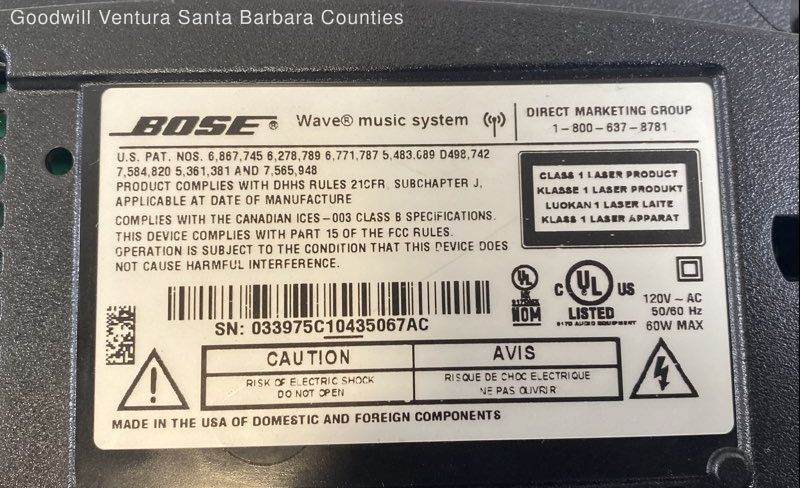 Goodwill Ventura Santa Barbara Counties
BOSE® Wave® music system
DIRECT MARKETING GROUP
1-800-637-8781
U.S. PAT. NOS. 6,867,745 6,278,789 6,771,787 5,483,689 D498,742
7,584,820 5,361,381 AND 7,565,948
PRODUCT COMPLIES WITH DHHS RULES 21CFR, SUBCHAPTER J,
APPLICABLE AT DATE OF MANUFACTURE
COMPLIES WITH THE CANADIAN ICES-003 CLASS B SPECIFICATIONS.
THIS DEVICE COMPLIES WITH PART 15 OF THE FCC RULES.
OPERATION IS SUBJECT TO THE CONDITION THAT THIS DEVICE DOES
NOT CAUSE HARMFUL INTERFERENCE.
CLASS 1 LASER PRODUCT
KLASSE 1 LASER PRODUKT
LUOKAN 1 LASER LAITE
KLASS 1 LASER APPARAT
SN: 033975C10435067AC
UL
NOM
C UL US
LISTED
91TD AUDIO EQUIPMENT
120V ~ AC
50/60 Hz
60W MAX
CAUTION
RISK OF ELECTRIC SHOCK
DO NOT OPEN
AVIS
RISQUE DE CHOC ELECTRIQUE
NE PAS OUVRIR
MADE IN THE USA OF DOMESTIC AND FOREIGN COMPONENTS